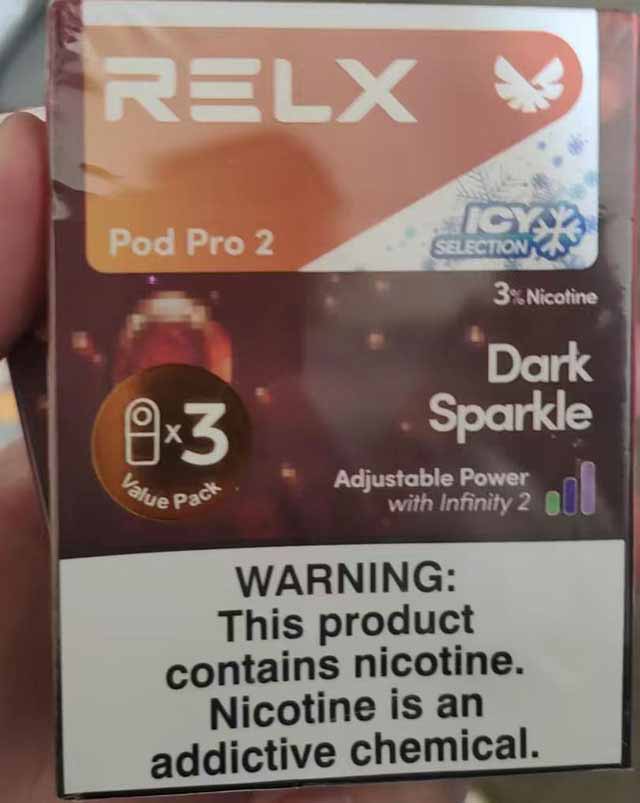 RELX
Pod Pro 2
ICY
SELECTION
3% Nicotine
Dark
Sparkle
x3
Value Pack
Adjustable Power
with Infinity 2
WARNING:
This product
contains nicotine.
Nicotine is an
addictive chemical.